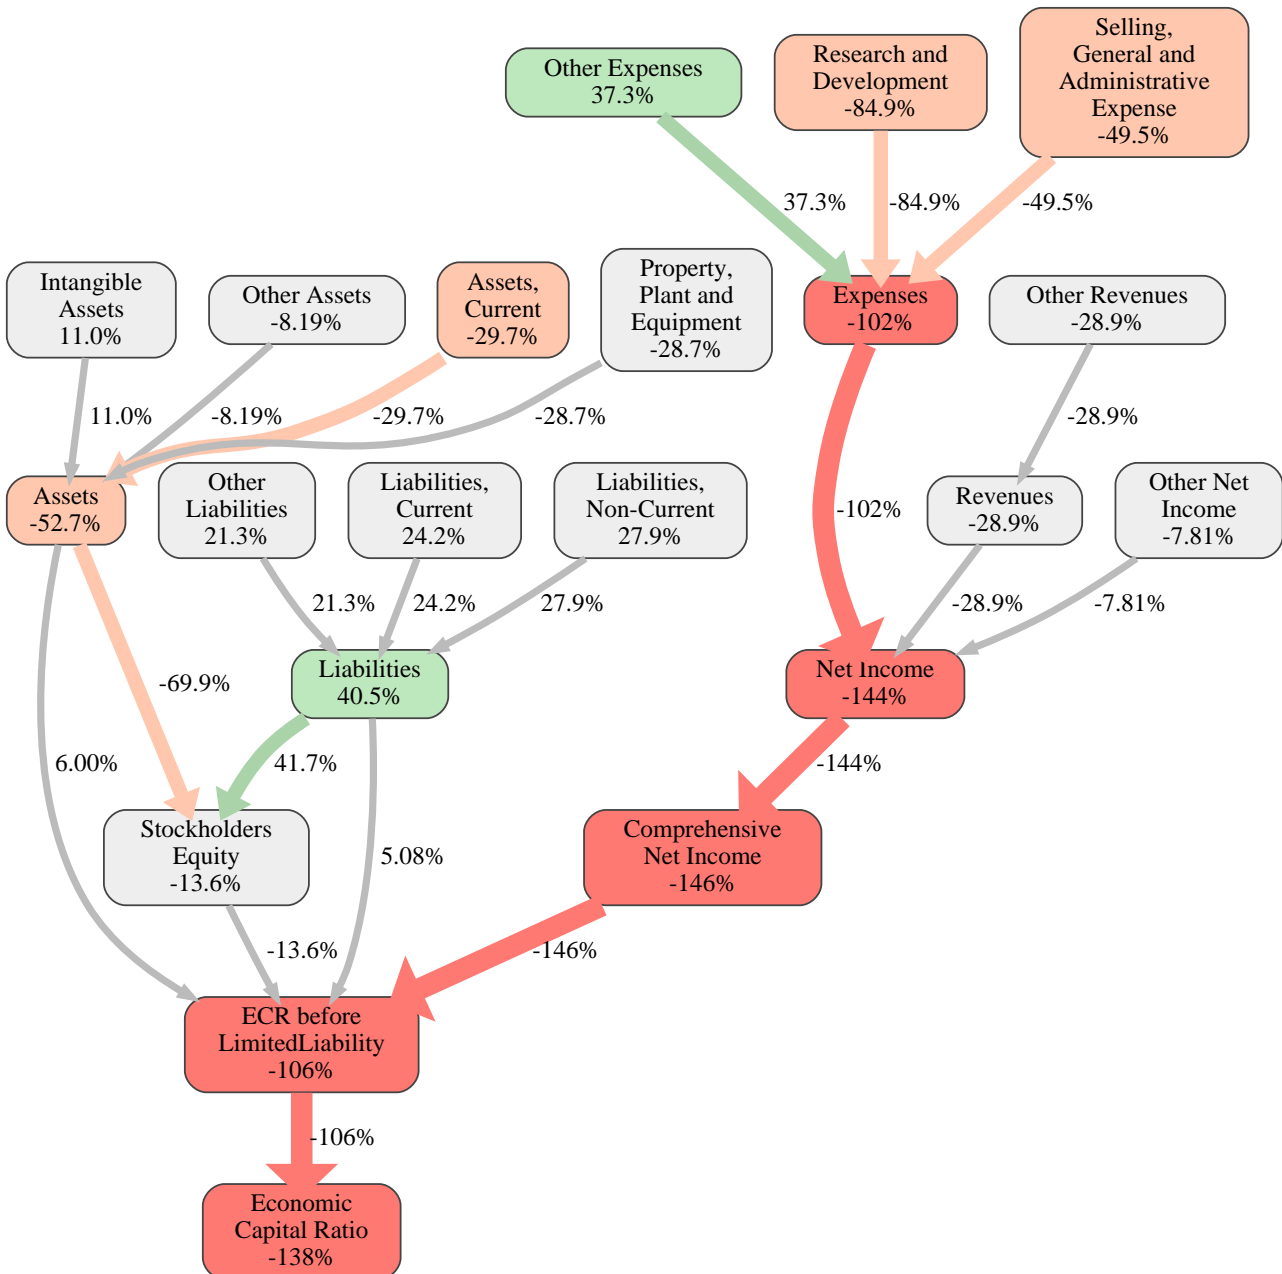 Other Expenses
37.3%
Research and
Development
-84.9%
Selling,
General and
Administrative
Expense
-49.5%
37.3%
-84.9%
-49.5%
Intangible
Assets
11.0%
Other Assets
-8.19%
Assets,
Current
-29.7%
Property,
Plant and
Equipment
-28.7%
Expenses
-102%
Other Revenues
-28.9%
11.0%
-8.19%
-29.7%
-28.7%
-28.9%
Assets
-52.7%
Other
Liabilities
21.3%
Liabilities,
Current
24.2%
Liabilities,
Non-Current
27.9%
-102%
Revenues
-28.9%
Other Net
Income
-7.81%
21.3%
24.2%
27.9%
-28.9%
-7.81%
-69.9%
Liabilities
40.5%
Net Income
-144%
6.00%
41.7%
-144%
Stockholders
Equity
-13.6%
5.08%
Comprehensive
Net Income
-146%
-13.6%
-146%
ECR before
LimitedLiability
-106%
-106%
Economic
Capital Ratio
-138%